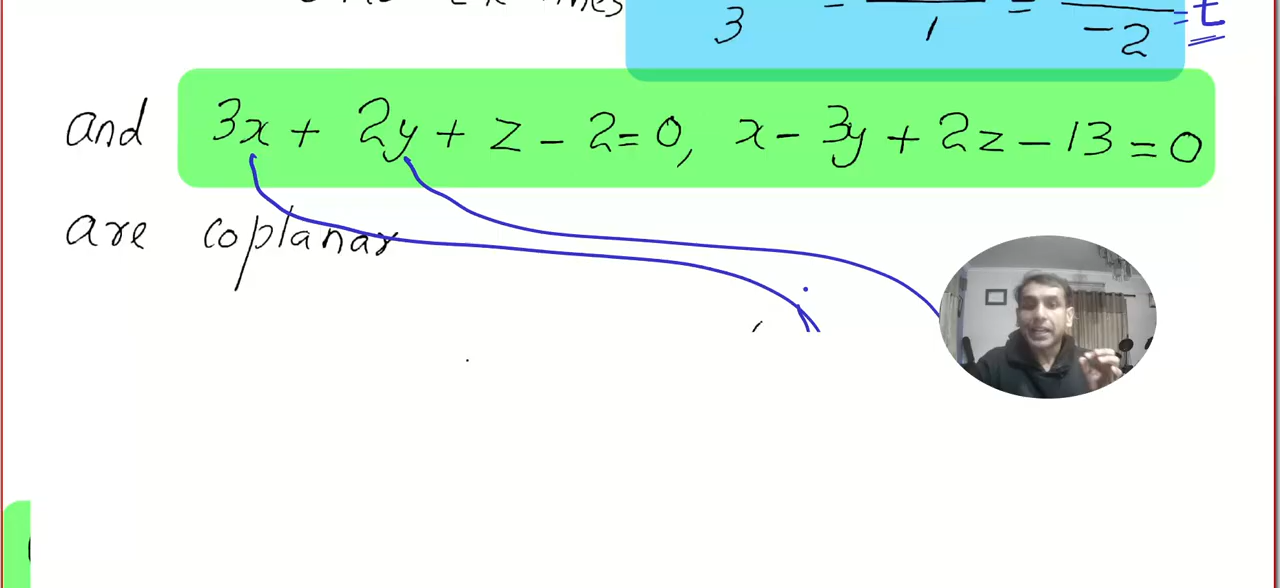 3 = 1 = -2 = t
and 3x + 2y + z - 2 = 0, x - 3y + 2z - 13 = 0
are coplanar